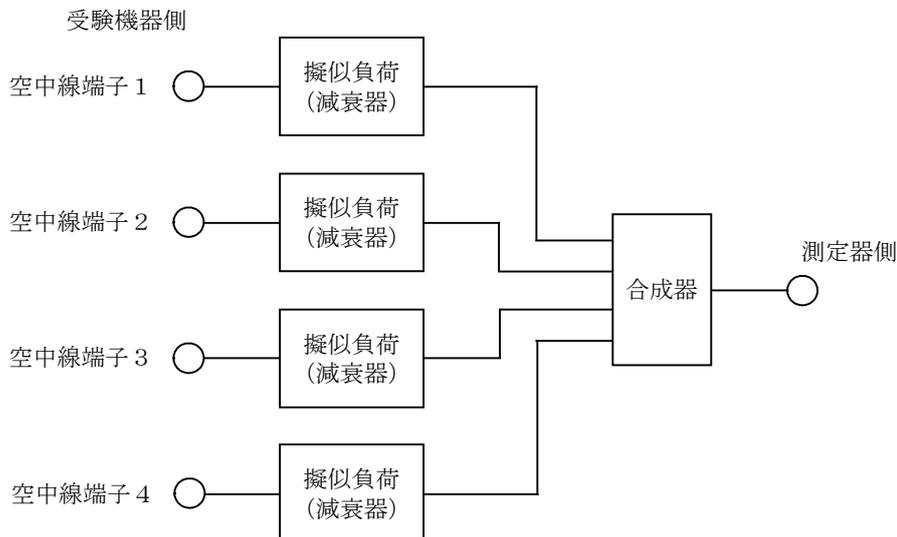 受験機器側
空中線端子１
擬似負荷
（減衰器）
空中線端子２
擬似負荷
（減衰器）
測定器側
合成器
空中線端子３
擬似負荷
（減衰器）
空中線端子４
擬似負荷
（減衰器）